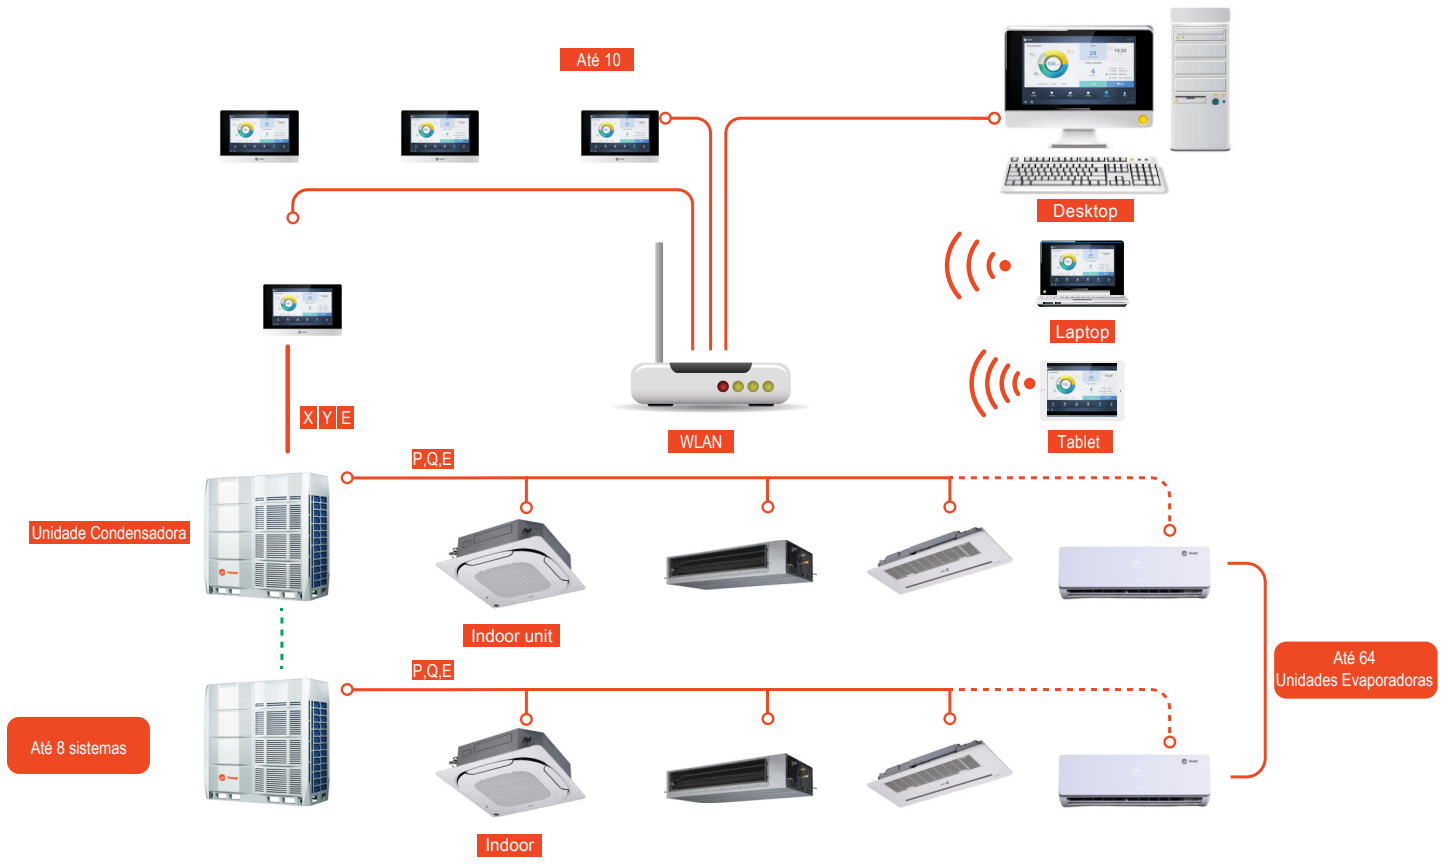 Até 10
Desktop
Laptop
Tablet
WLAN
X Y E
P,Q,E
Unidade Condensadora
Indoor unit
P,Q,E
Até 64
Unidades Evaporadoras
Até 8 sistemas
Indoor